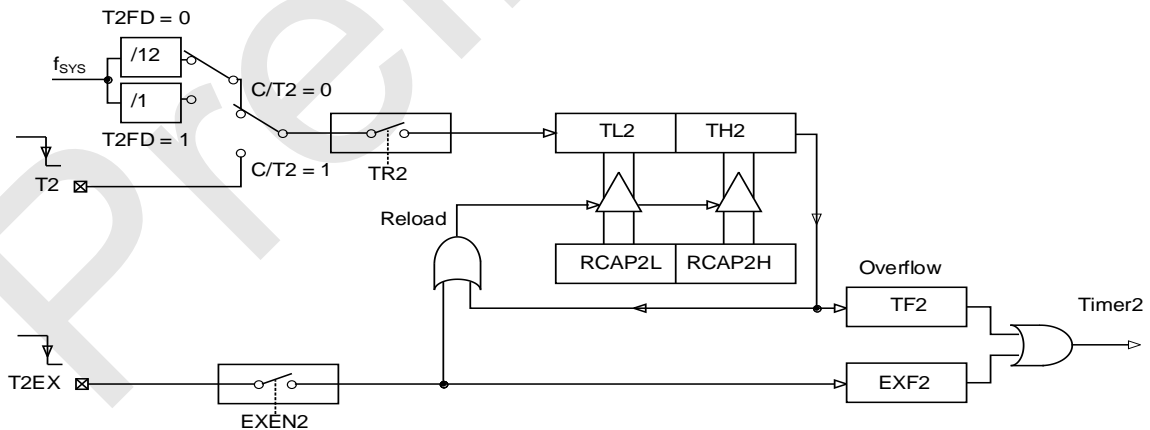 T2FD = 0
/12
fSYS
C/T2 = 0
/1
T2FD = 1
TL2
TH2
T2
C/T2 = 1
TR2
Reload
RCAP2L
RCAP2H
Overflow
TF2
Timer2
T2EX
EXF2
EXEN2
Prem